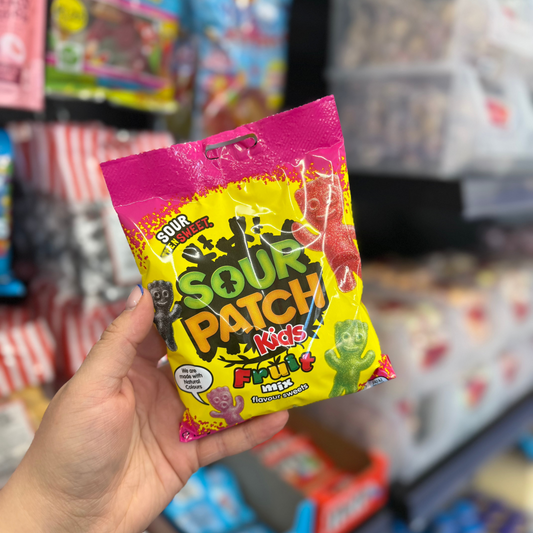 SOUR
THEN SWEET
SOUR
PATCH
Kids
Fruit
mix
flavour sweets
We are
made with
Natural
Colours